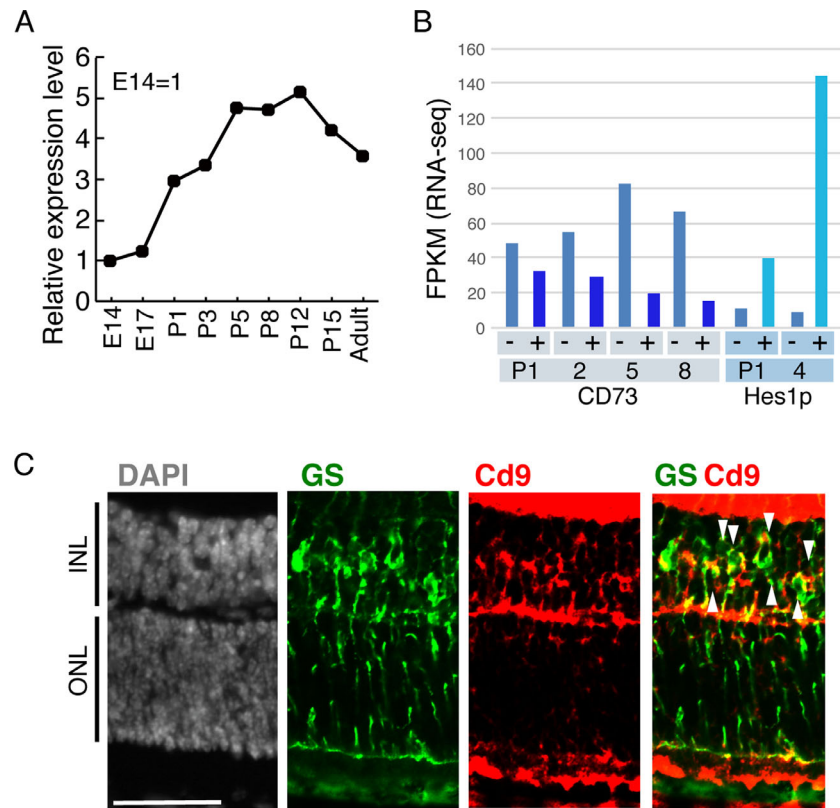 A
Relative expression level
6
5
4
3
2
1
0
E14=1
E14 E17 P1 P3 P5 P8 P12 P15 Adult
B
FPKM (RNA-seq)
160
140
120
100
80
60
40
20
0
- + - + - + - + - + - +
P1 2 5 8 P1 4
CD73 Hes1p
C
DAPI GS Cd9 GS Cd9
INL
ONL